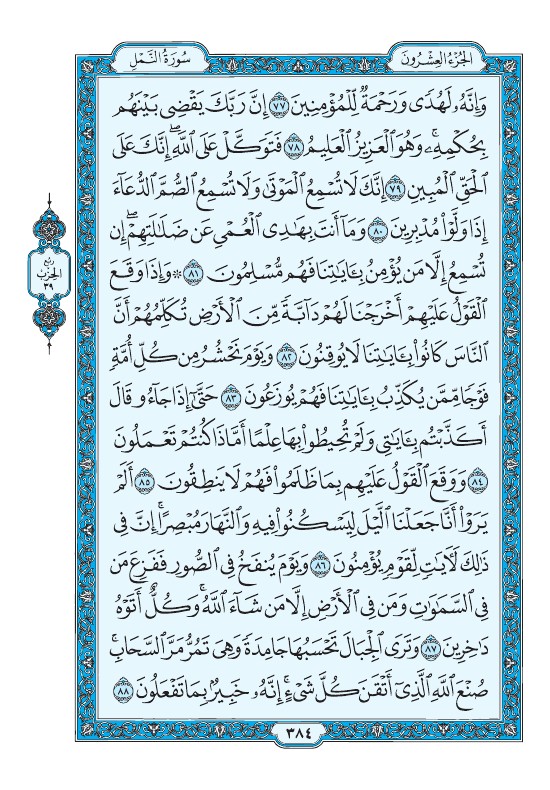 الجُزْءُ العِشْرُونَ
سُورَةُ النَّمْلِ
وَإِنَّهُۥ لَهُدًى وَرَحْمَةٌ لِّلْمُؤْمِنِينَ ٧٧ إِنَّ رَبَّكَ يَقْضِى بَيْنَهُم
بِحُكْمِهِۦۚ وَهُوَ ٱلْعَزِيزُ ٱلْعَلِيمُ ٧٨ فَتَوَكَّلْ عَلَى ٱللَّهِۖ إِنَّكَ عَلَى
ٱلْحَقِّ ٱلْمُبِينِ ٧٩ إِنَّكَ لَا تُسْمِعُ ٱلْمَوْتَىٰ وَلَا تُسْمِعُ ٱلصُّمَّ ٱلدُّعَآءَ
إِذَا وَلَّوْا۟ مُدْبِرِينَ ٨٠ وَمَآ أَنتَ بِهَٰدِى ٱلْعُمْىِ عَن ضَلَٰلَتِهِمْۖ إِن
تُسْمِعُ إِلَّا مَن يُؤْمِنُ بِـَٔايَٰتِنَا فَهُم مُّسْلِمُونَ ٨١ ۞ وَإِذَا وَقَعَ
ٱلْقَوْلُ عَلَيْهِمْ أَخْرَجْنَا لَهُمْ دَآبَّةً مِّنَ ٱلْأَرْضِ تُكَلِّمُهُمْ أَنَّ
ٱلنَّاسَ كَانُوا۟ بِـَٔايَٰتِنَا لَا يُوقِنُونَ ٨٢ وَيَوْمَ نَحْشُرُ مِن كُلِّ أُمَّةٍ
فَوْجًا مِّمَّن يُكَذِّبُ بِـَٔايَٰتِنَا فَهُمْ يُوزَعُونَ ٨٣ حَتَّىٰٓ إِذَا جَآءُو قَالَ
أَكَذَّبْتُم بِـَٔايَٰتِى وَلَمْ تُحِيطُوا۟ بِهَا عِلْمًا أَمَّاذَا كُنتُمْ تَعْمَلُونَ
٨٤ وَوَقَعَ ٱلْقَوْلُ عَلَيْهِم بِمَا ظَلَمُوا۟ فَهُمْ لَا يَنطِقُونَ ٨٥ أَلَمْ
يَرَوْا۟ أَنَّا جَعَلْنَا ٱلَّيْلَ لِيَسْكُنُوا۟ فِيهِ وَٱلنَّهَارَ مُبْصِرًاۚ إِنَّ فِى
ذَٰلِكَ لَءَايَٰتٍ لِّقَوْمٍ يُؤْمِنُونَ ٨٦ وَيَوْمَ يُنفَخُ فِى ٱلصُّورِ فَفَزِعَ مَن
فِى ٱلسَّمَٰوَٰتِ وَمَن فِى ٱلْأَرْضِ إِلَّا مَن شَآءَ ٱللَّهُۚ وَكُلٌّ أَتَوْهُ
دَٰخِرِينَ ٨٧ وَتَرَى ٱلْجِبَالَ تَحْسَبُهَا جَامِدَةً وَهِىَ تَمُرُّ مَرَّ ٱلسَّحَابِۚ
صُنْعَ ٱللَّهِ ٱلَّذِىٓ أَتْقَنَ كُلَّ شَىْءٍۚ إِنَّهُۥ خَبِيرٌۢ بِمَا تَفْعَلُونَ ٨٨
ربع
الحزب
٣٩
٣٨٤